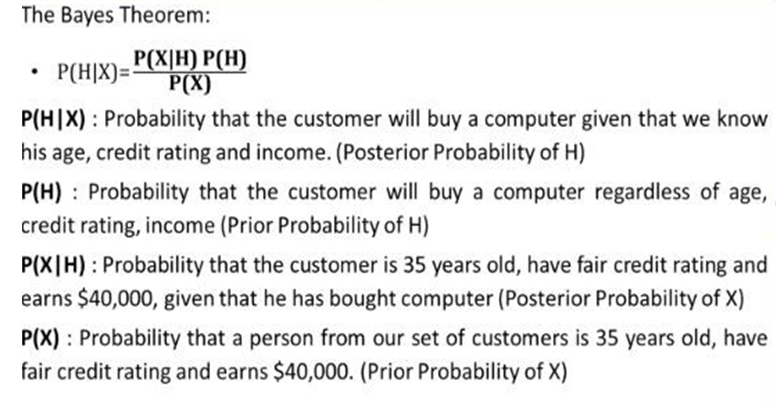 The Bayes Theorem:
• P(H|X)= P(X|H) P(H)
P(X)
P(H|X) : Probability that the customer will buy a computer given that we know
his age, credit rating and income. (Posterior Probability of H)
P(H) : Probability that the customer will buy a computer regardless of age,
credit rating, income (Prior Probability of H)
P(X|H) : Probability that the customer is 35 years old, have fair credit rating and
earns $40,000, given that he has bought computer (Posterior Probability of X)
P(X) : Probability that a person from our set of customers is 35 years old, have
fair credit rating and earns $40,000. (Prior Probability of X)